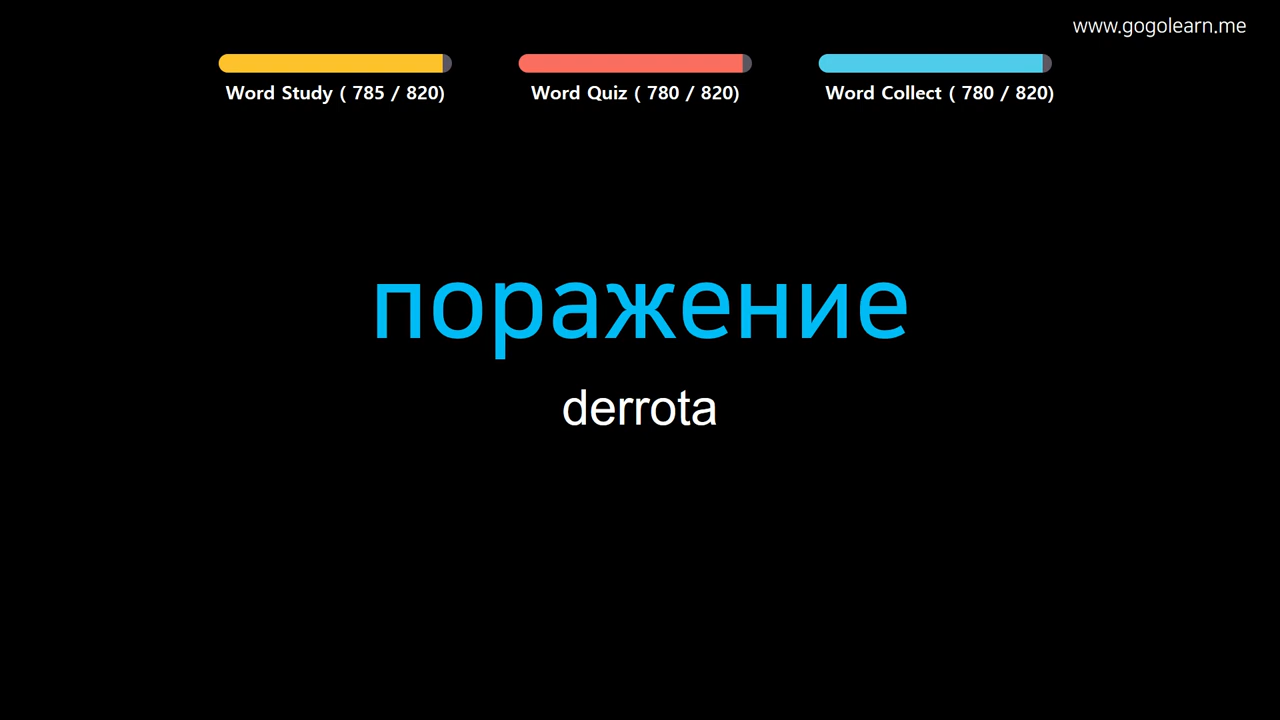 www.gogolearn.me
Word Study ( 785 / 820)
Word Quiz ( 780 / 820)
Word Collect ( 780 / 820)
поражение
derrota